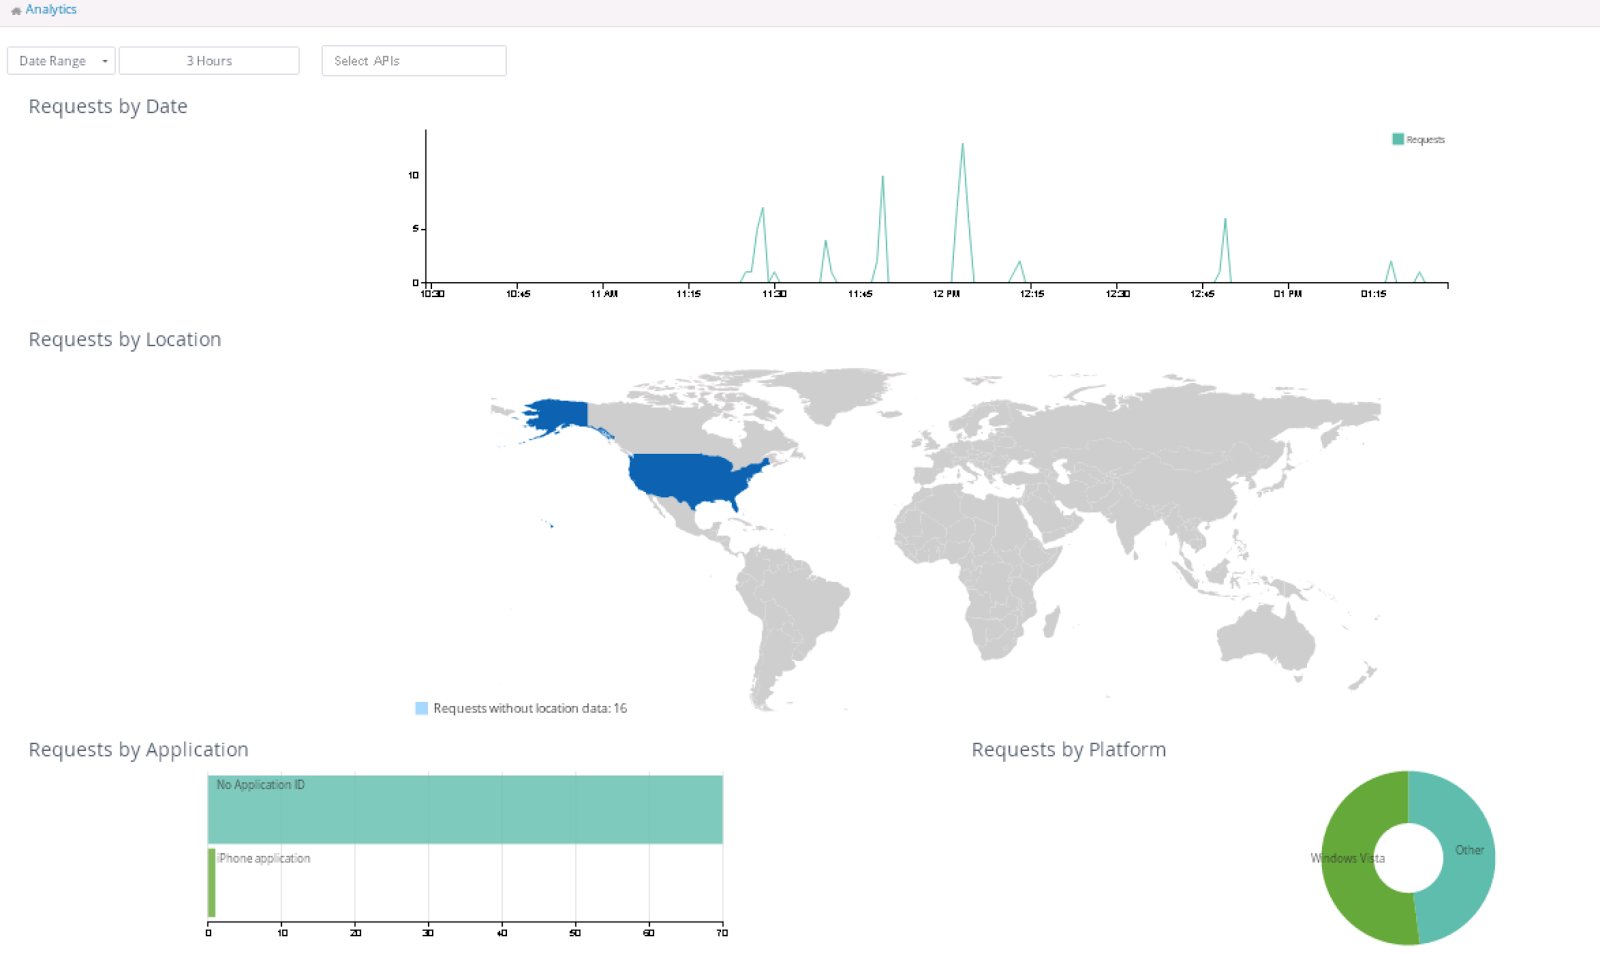 Analytics
Date Range
3 Hours
Select APIs
Requests by Date
Requests
10
5
0
10:30 10:45 11 AM 11:15 11:30 11:45 12 PM 12:15 12:30 12:45 01 PM 01:15
Requests by Location
Requests without location data: 16
Requests by Application
No Application ID
iPhone application
0 10 20 30 40 50 60 70
Requests by Platform
Windows Vista
Other